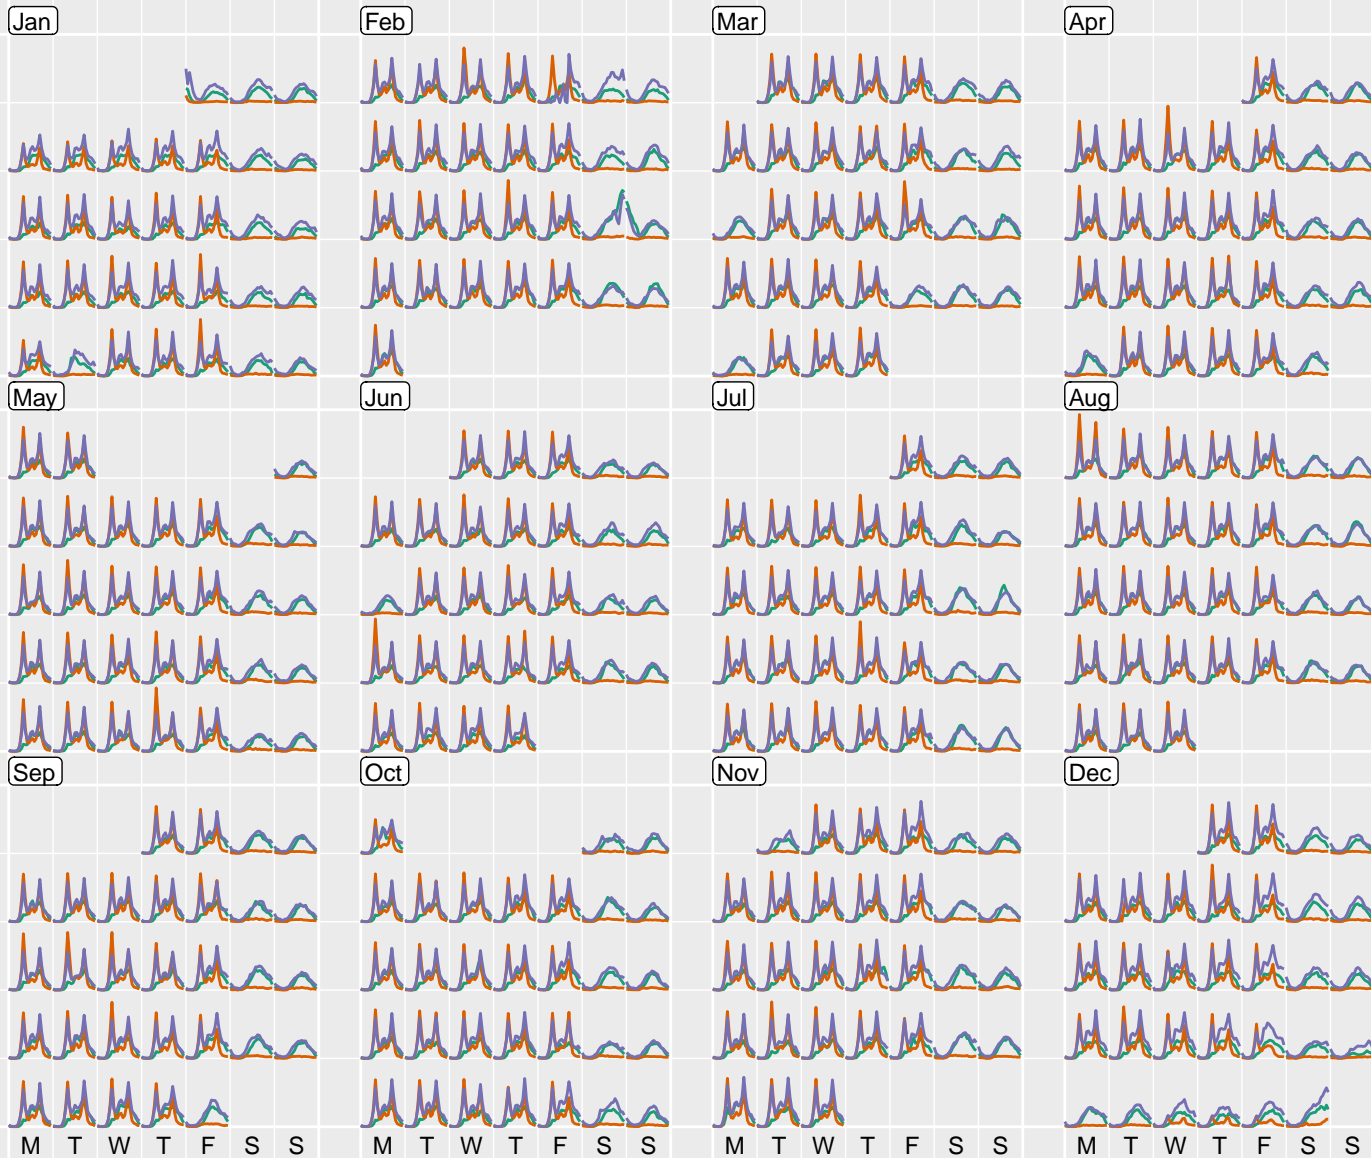 Jan Feb Mar Apr
May Jun Jul Aug
Sep Oct Nov Dec
M T W T F S S M T W T F S S M T W T F S S M T W T F S S